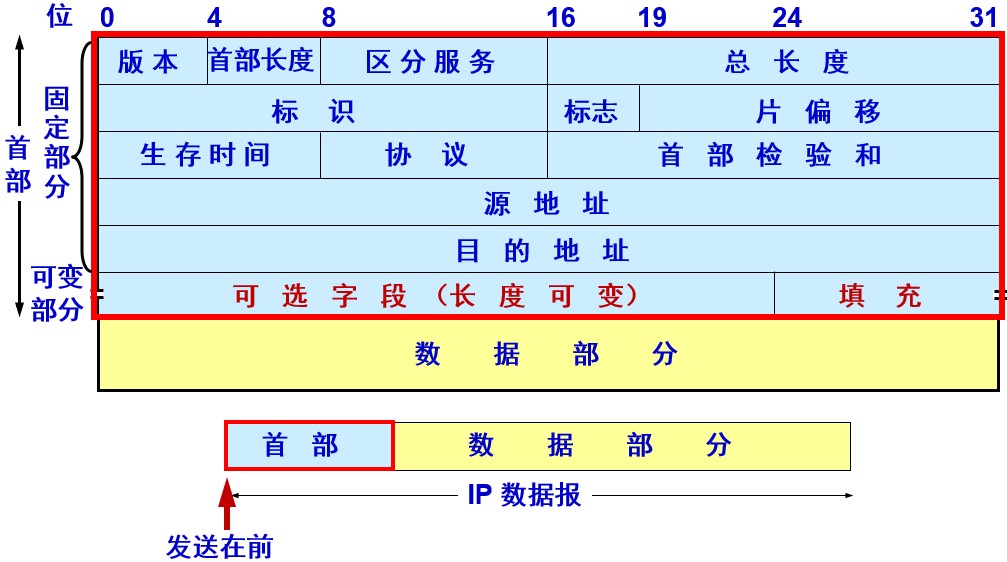 位 0 4 8 16 19 24 31
版本 首部长度 区分服务 总长度
标识 标志 片偏移
生存时间 协议 首部检验和
源地址
目的地址
可选字段（长度可变） 填充
数据部分
首部
固定部分
可变部分
首部 数据部分
IP 数据报
发送在前